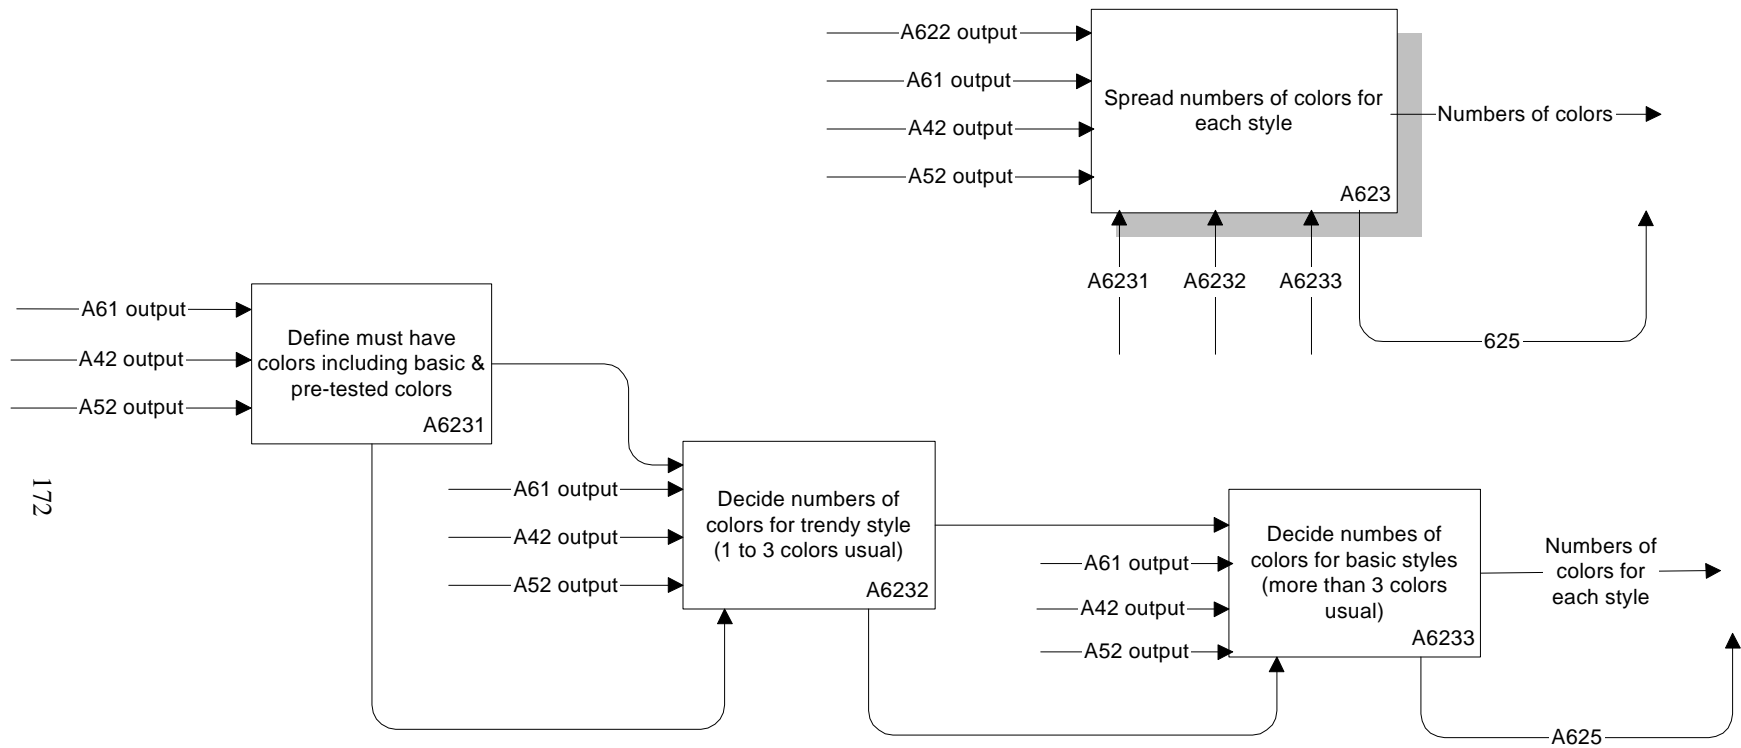 A622 output
A61 output
A42 output
A52 output
Spread numbers of colors for
each style
A623
Numbers of colors
A6231
A6232
A6233
625
A61 output
A42 output
A52 output
Define must have
colors including basic &
pre-tested colors
A6231
A61 output
A42 output
A52 output
Decide numbers of
colors for trendy style
(1 to 3 colors usual)
A6232
A61 output
A42 output
A52 output
Decide numbes of
colors for basic styles
(more than 3 colors
usual)
A6233
Numbers of
colors for
each style
A625
172